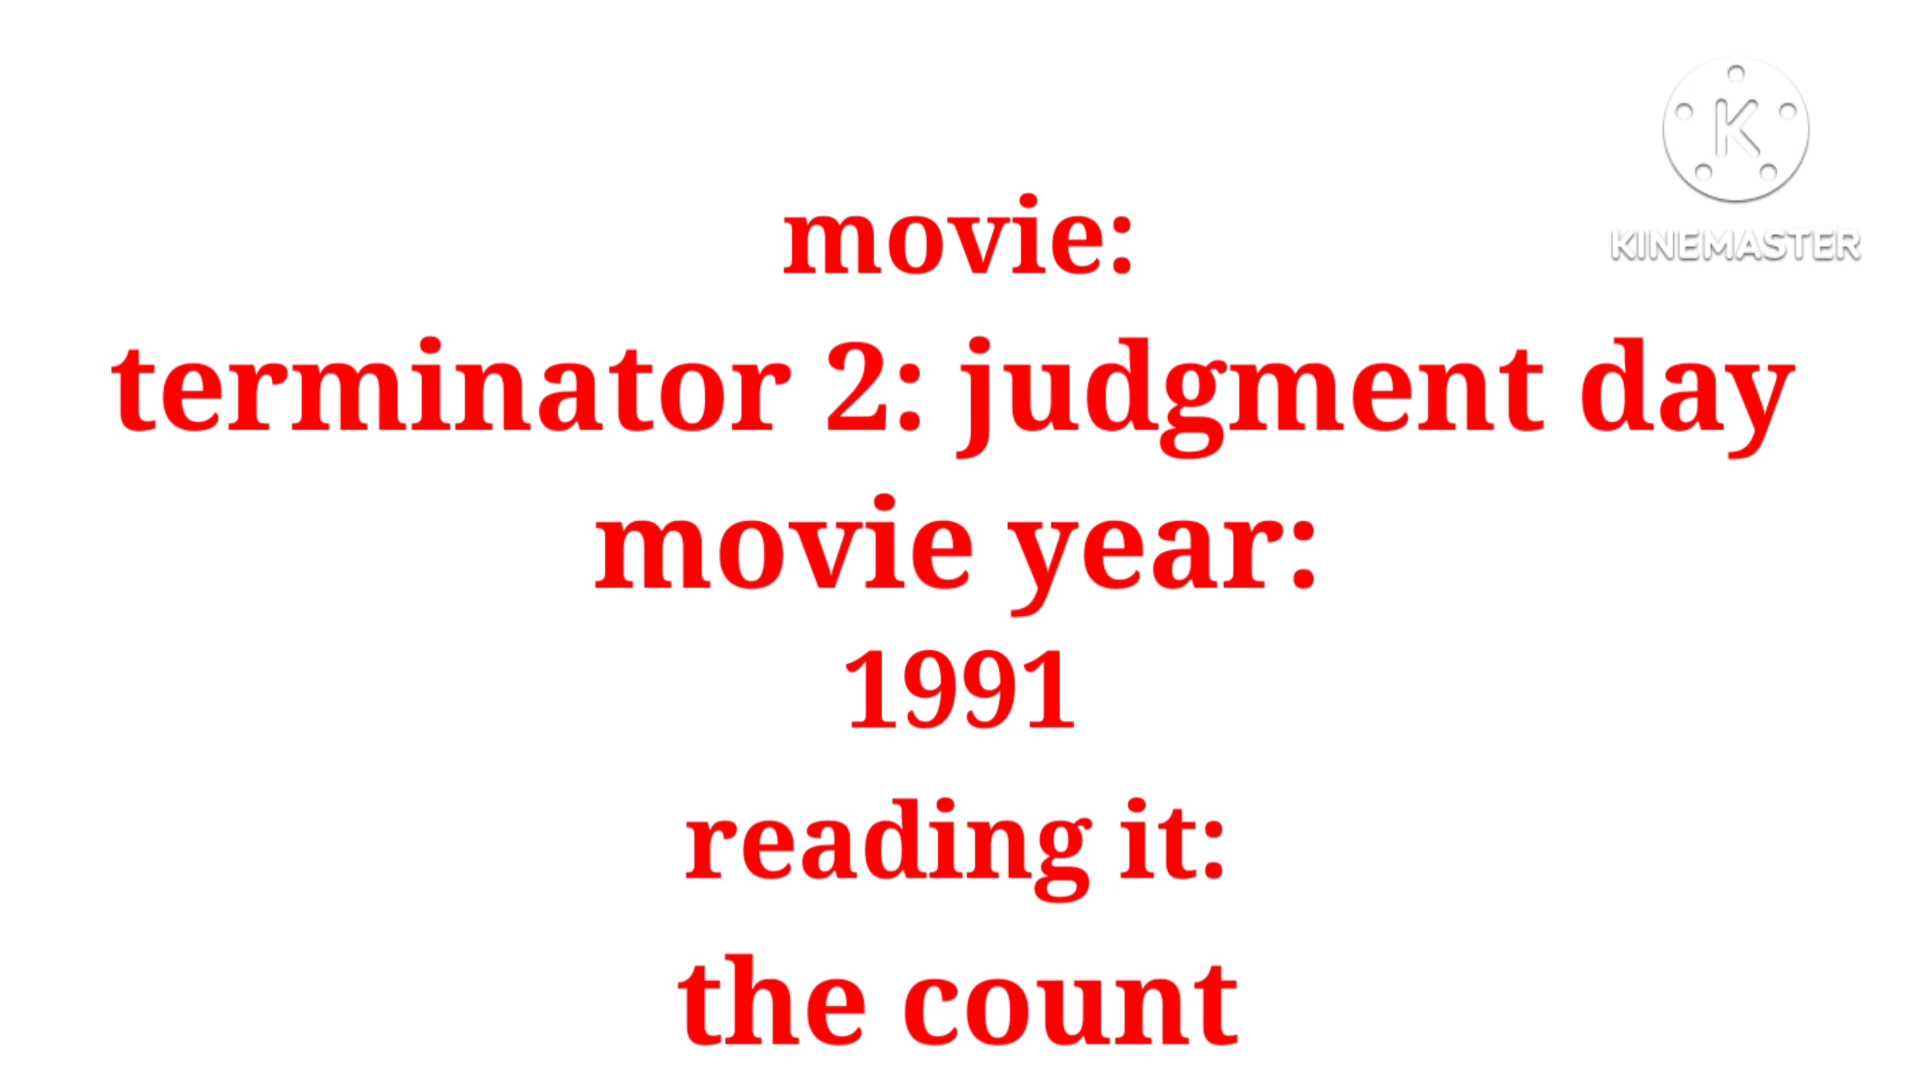 K
KINEMASTER
movie:
terminator 2: judgment day
movie year:
1991
reading it:
the count